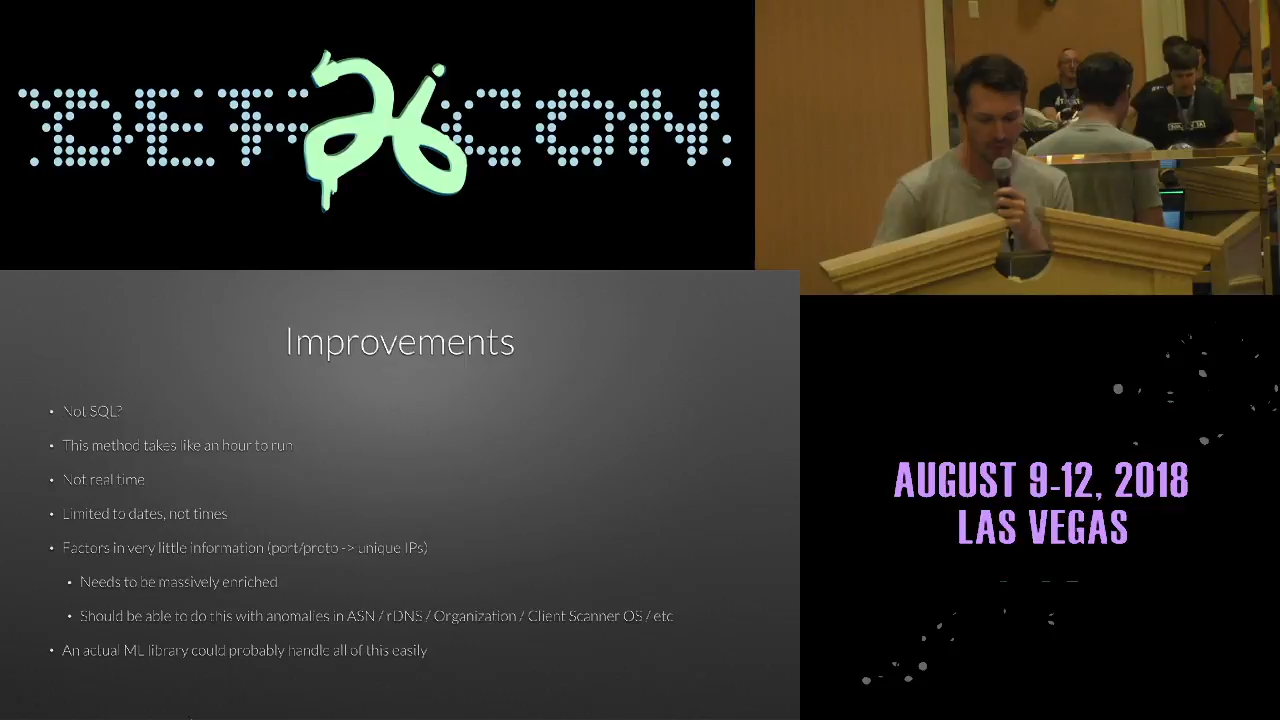 DEF 26 CON
Improvements
• Not SQL?
• This method takes like an hour to run
• Not real time
• Limited to dates, not times
• Factors in very little information (port/proto -> unique IPs)
• Needs to be massively enriched
• Should be able to do this with anomalies in ASN / rDNS / Organization / Client Scanner OS / etc
• An actual ML library could probably handle all of this easily
AUGUST 9-12, 2018
LAS VEGAS